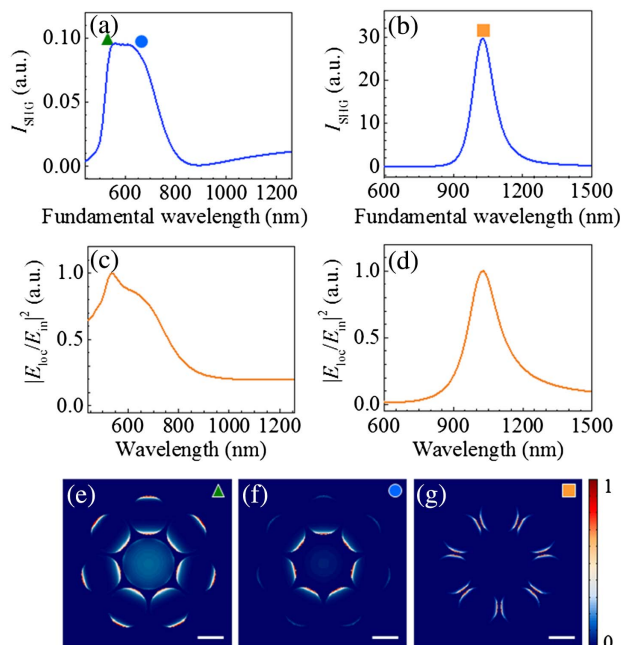 (a)
0.10
0.05
0.00
I_SHG (a.u.)
600 800 1000 1200
Fundamental wavelength (nm)
(b)
30
20
10
0
I_SHG (a.u.)
600 900 1200 1500
Fundamental wavelength (nm)
(c)
1.0
0.5
0.0
|E_loc/E_in|² (a.u.)
600 800 1000 1200
Wavelength (nm)
(d)
1.0
0.5
0.0
|E_loc/E_in|² (a.u.)
600 900 1200 1500
Wavelength (nm)
(e)
(f)
(g)
1
0